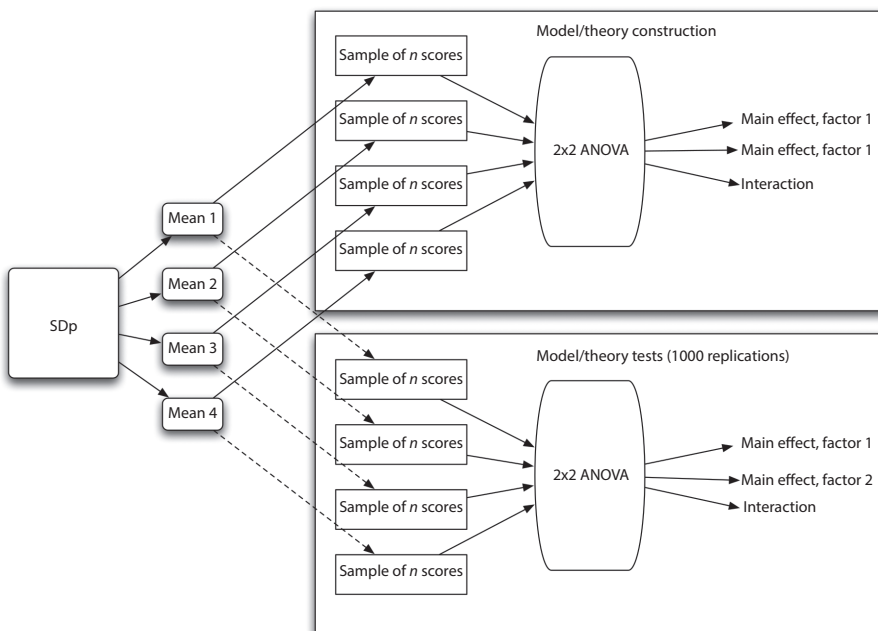 Model/theory construction
Sample of n scores
Sample of n scores
Sample of n scores
Sample of n scores
2x2 ANOVA
Main effect, factor 1
Main effect, factor 1
Interaction
SDp
Mean 1
Mean 2
Mean 3
Mean 4
Model/theory tests (1000 replications)
Sample of n scores
Sample of n scores
Sample of n scores
Sample of n scores
2x2 ANOVA
Main effect, factor 1
Main effect, factor 2
Interaction